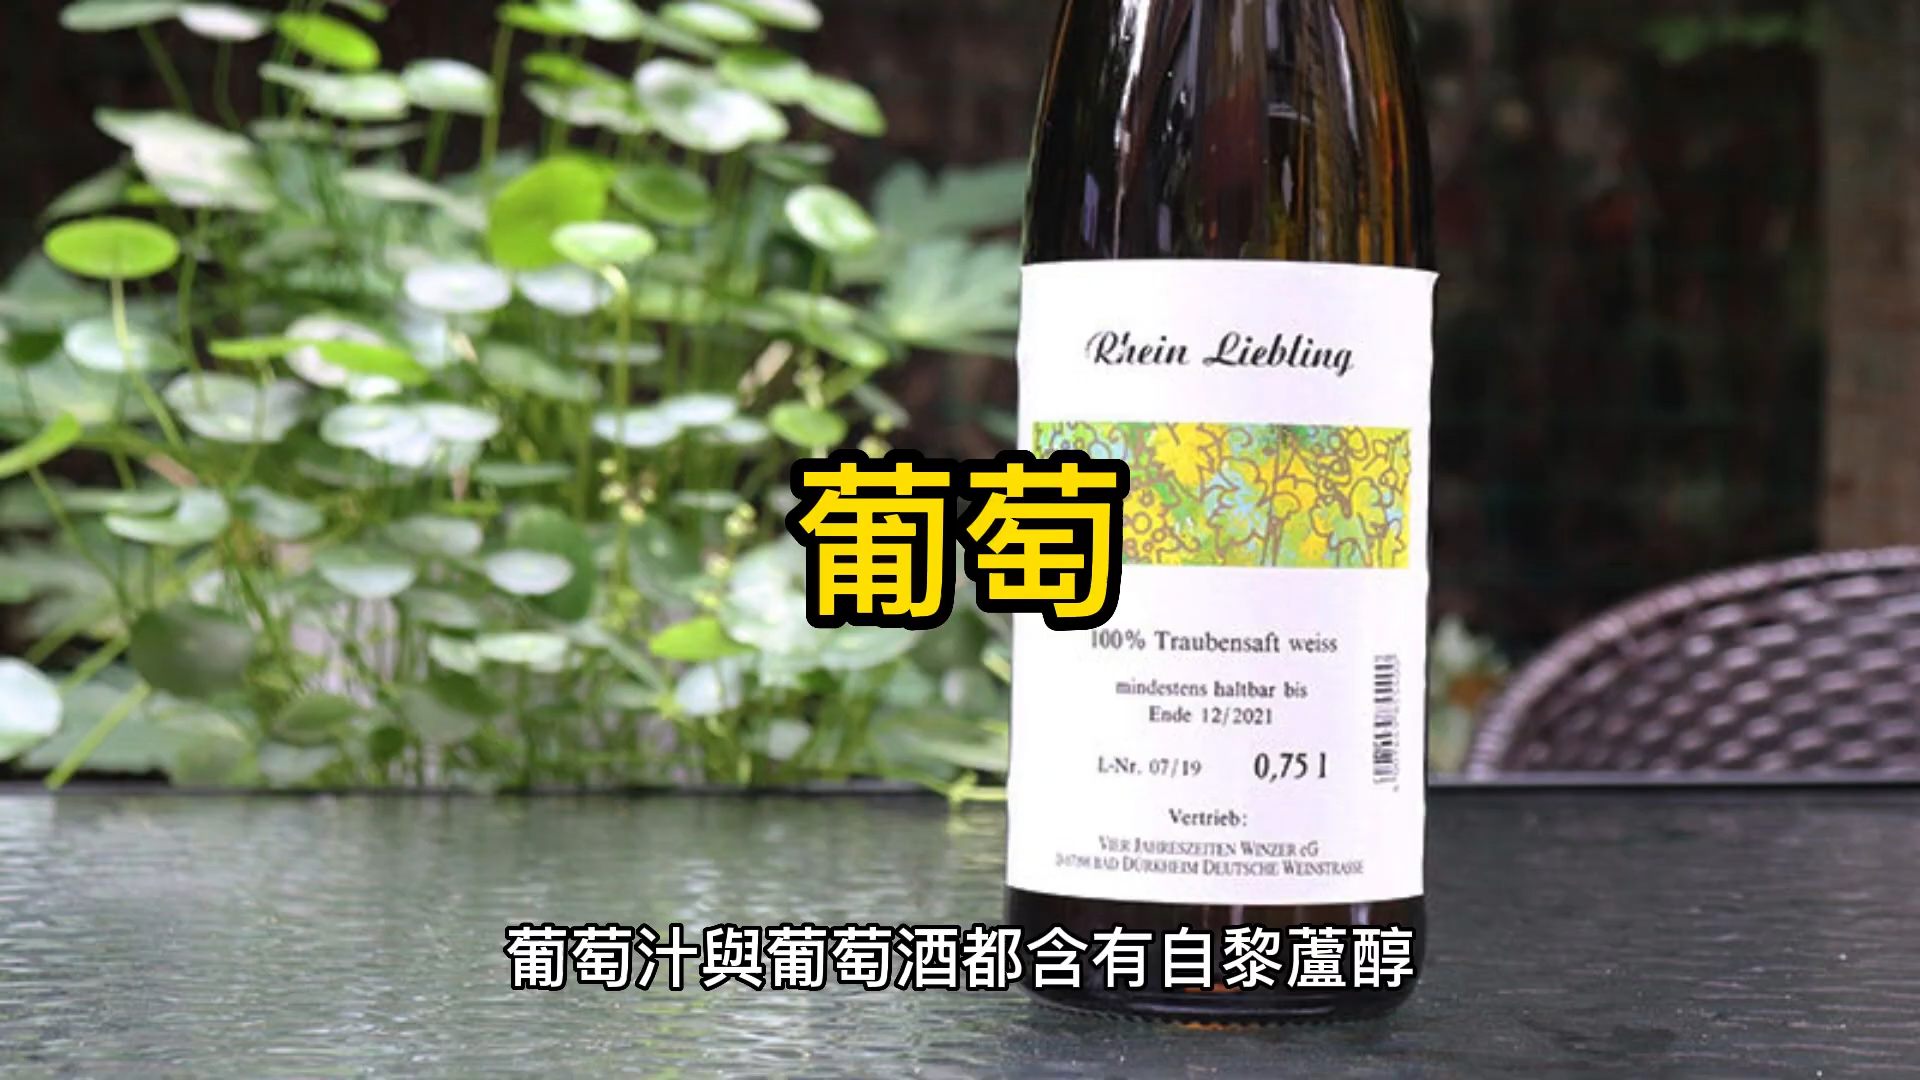 Rhein Liebling
葡萄
100% Traubensaft weiss
mindestens haltbar bis
Ende 12/2021
L-Nr. 07/19 0,75 l
Vertrieb:
VIER JAHRESZEITEN WINZER eG
BAD DÜRKHEIM DEUTSCHE WEINSTRASSE
葡萄汁與葡萄酒都含有自黎蘆醇